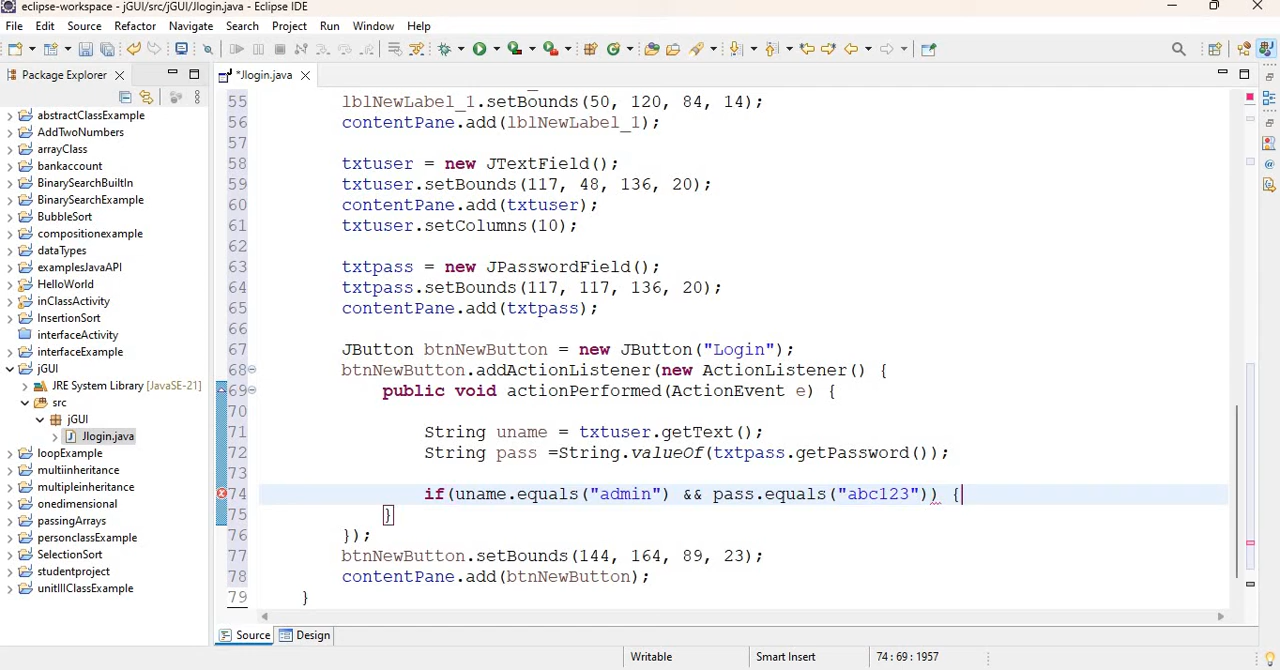 eclipse-workspace - jGUI/src/jGUI/Jlogin.java - Eclipse IDE
File Edit Source Refactor Navigate Search Project Run Window Help
Package Explorer
*Jlogin.java
abstractClassExample
AddTwoNumbers
arrayClass
bankaccount
BinarySearchBuiltIn
BinarySearchExample
BubbleSort
compositionexample
dataTypes
examplesJavaAPI
HelloWorld
inClassActivity
InsertionSort
interfaceActivity
interfaceExample
jGUI
JRE System Library [JavaSE-21]
src
jGUI
Jlogin.java
loopExample
multiinheritance
multiinheritence
onedimensional
passingArrays
personclassExample
SelectionSort
studentproject
unitIIIClassExample
55 lblNewLabel_1.setBounds(50, 120, 84, 14);
56 contentPane.add(lblNewLabel_1);
57
58 txtuser = new JTextField();
59 txtuser.setBounds(117, 48, 136, 20);
60 contentPane.add(txtuser);
61 txtuser.setColumns(10);
62
63 txtpass = new JPasswordField();
64 txtpass.setBounds(117, 117, 136, 20);
65 contentPane.add(txtpass);
66
67 JButton btnNewButton = new JButton("Login");
68 btnNewButton.addActionListener(new ActionListener() {
69 public void actionPerformed(ActionEvent e) {
70
71 String uname = txtuser.getText();
72 String pass =String.valueOf(txtpass.getPassword());
73
74 if(uname.equals("admin") && pass.equals("abc123")) {
75 }
76 });
77 btnNewButton.setBounds(144, 164, 89, 23);
78 contentPane.add(btnNewButton);
79 }
Source Design
Writable Smart Insert 74 : 69 : 1957